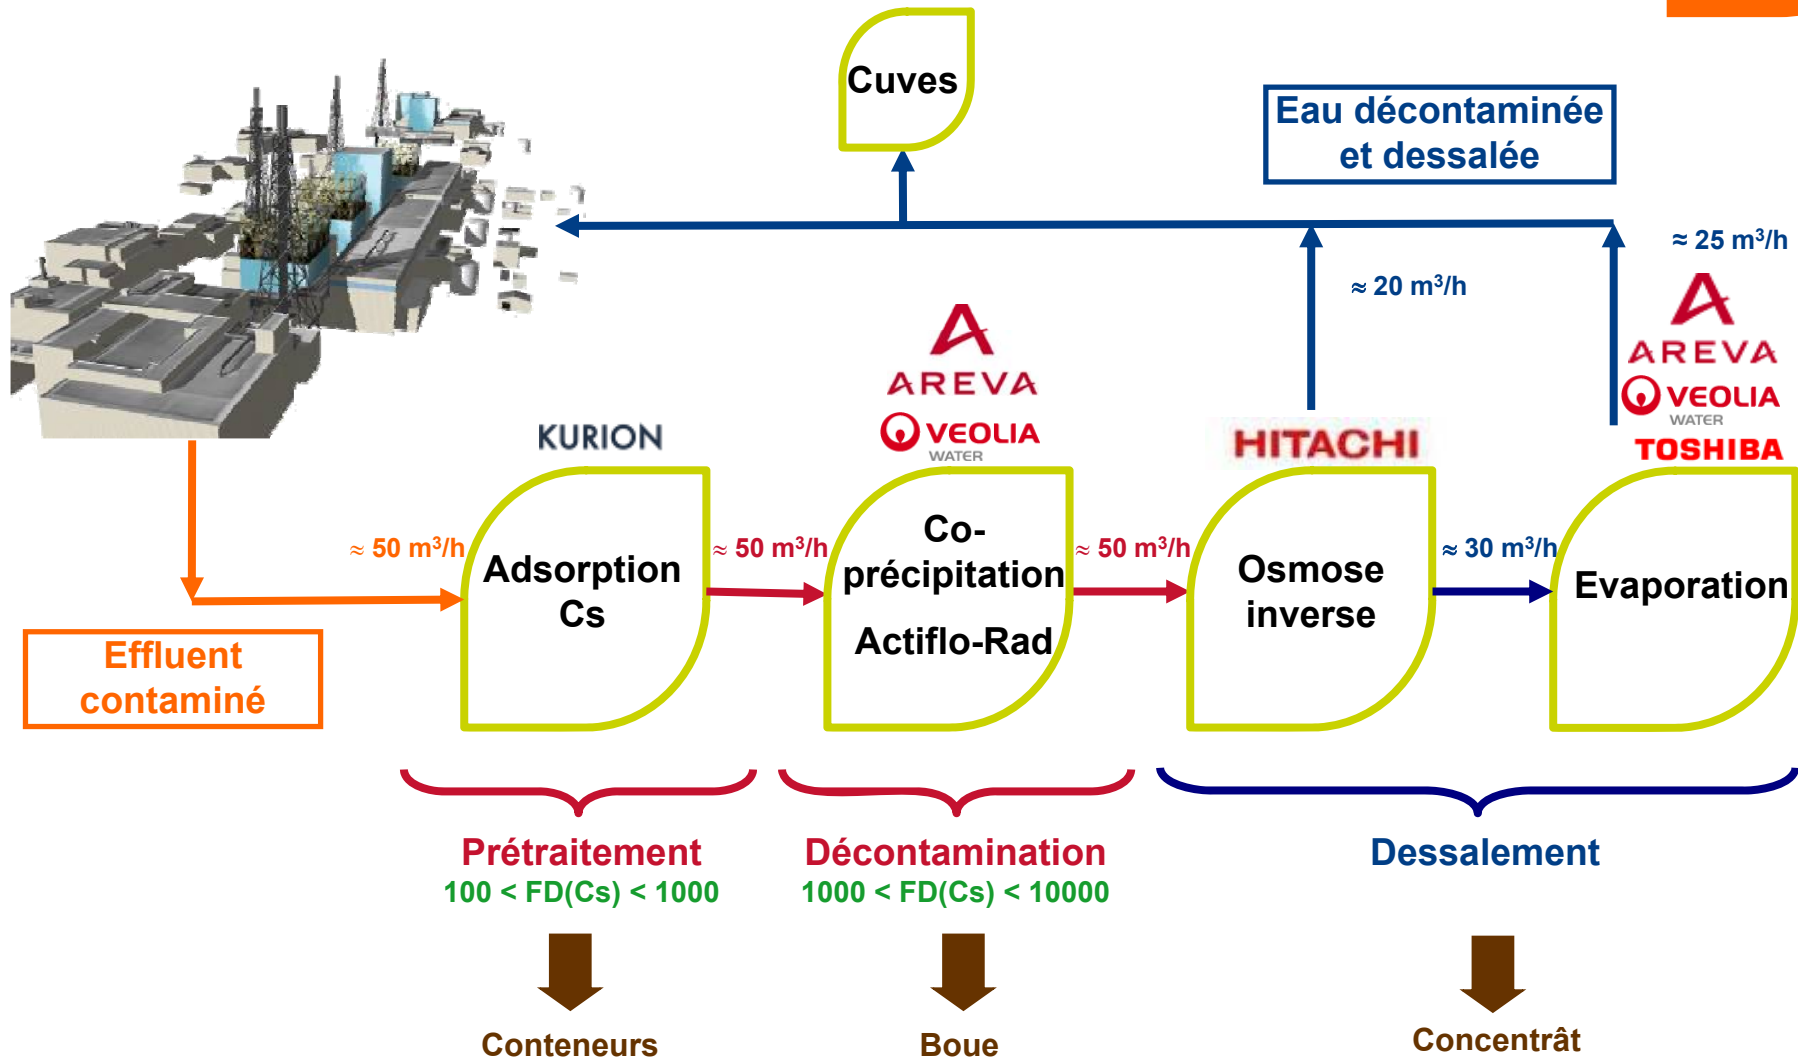 Cuves
Eau décontaminée
et dessalée
≈ 25 m³/h
≈ 20 m³/h
AREVA
VEOLIA
WATER
TOSHIBA
KURION
AREVA
VEOLIA
WATER
HITACHI
≈ 50 m³/h
Adsorption
Cs
≈ 50 m³/h
Co-
précipitation
Actiflo-Rad
≈ 50 m³/h
Osmose
inverse
≈ 30 m³/h
Evaporation
Effluent
contaminé
Prétraitement
100 < FD(Cs) < 1000
Décontamination
1000 < FD(Cs) < 10000
Dessalement
Conteneurs
Boue
Concentrât